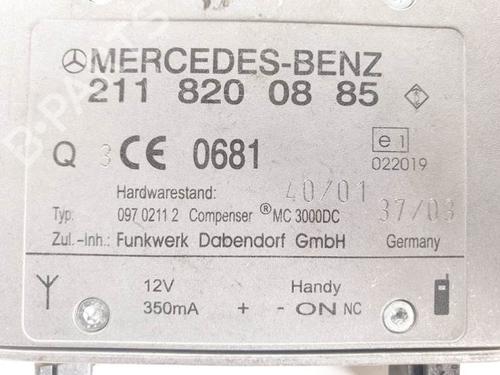 MERCEDES-BENZ
211 820 08 85
Q 3 CE 0681
e1
022019
Hardwarestand: 40/01
Typ: 097 0211 2 Compenser ® MC 3000DC 37/03
Zul.-Inh.: Funkwerk Dabendorf GmbH Germany
12V Handy
350mA + - ON NC
B-PARTS